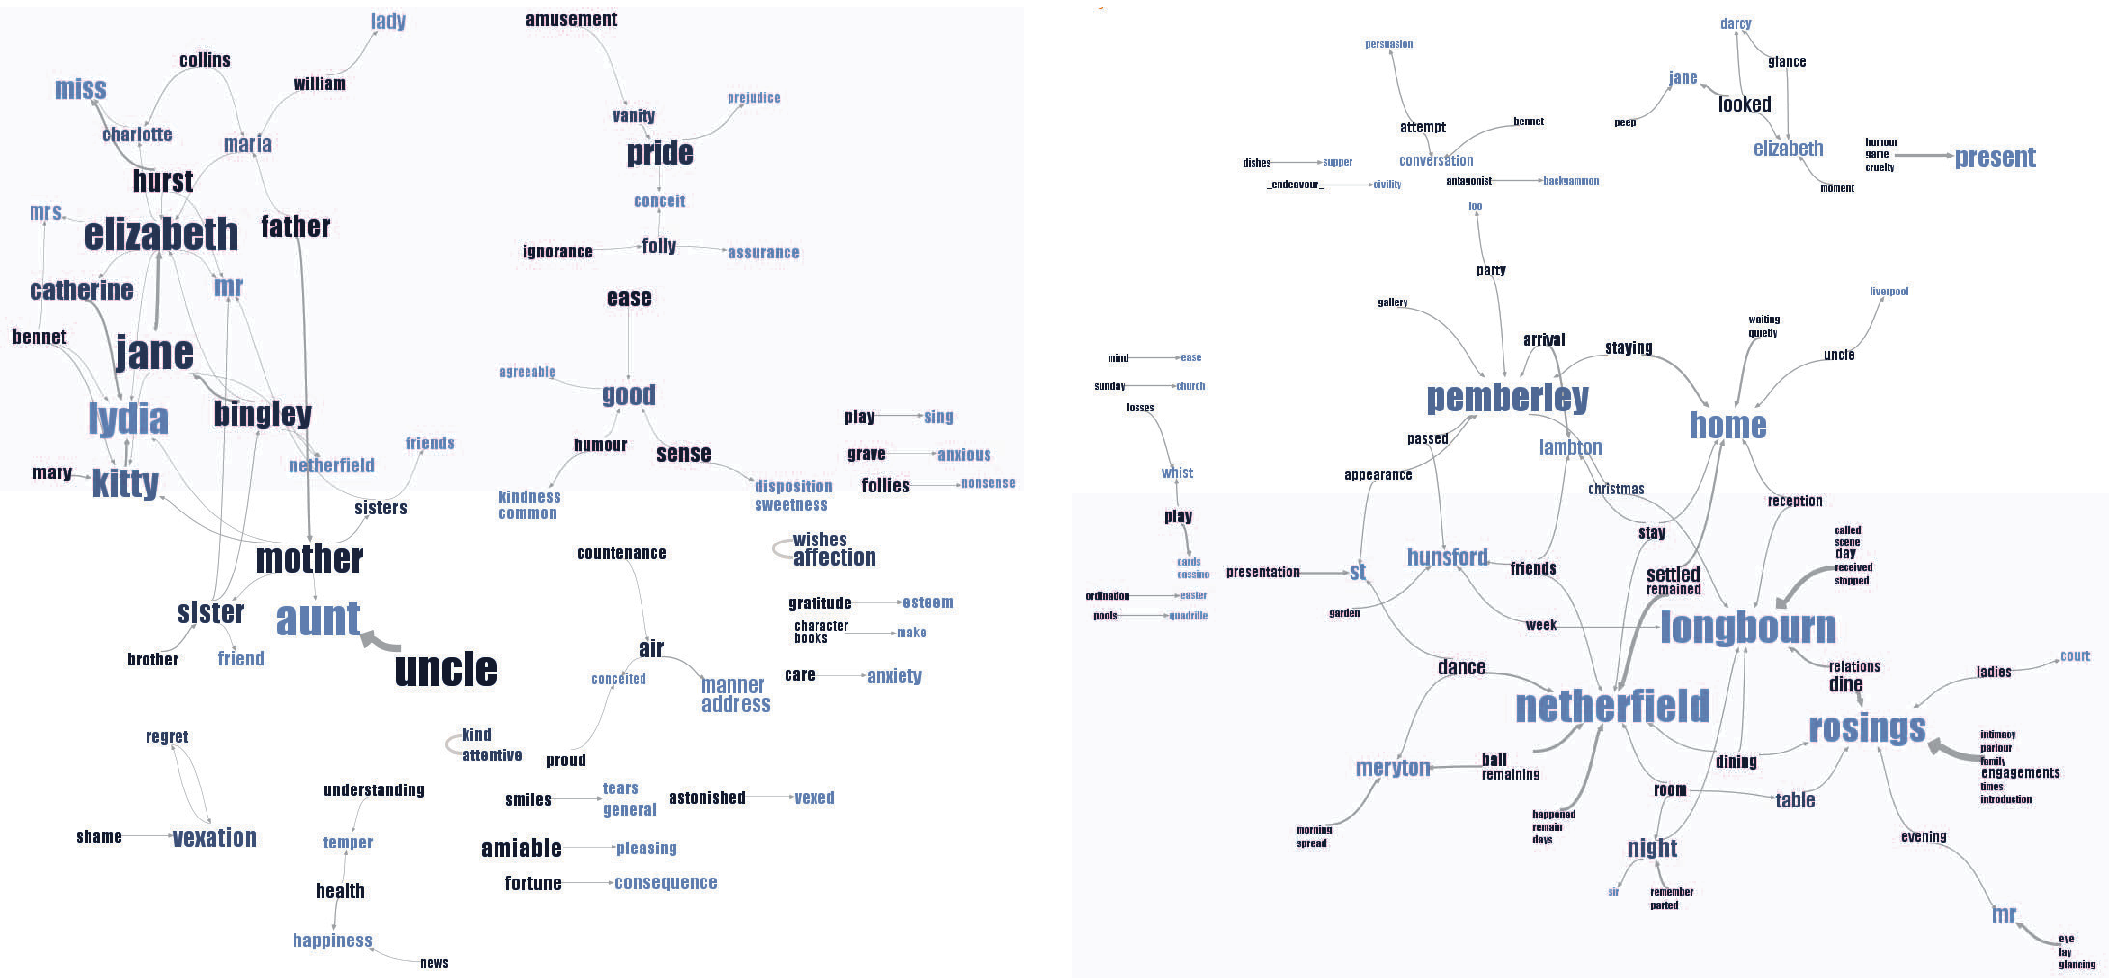 lady
collins
william
miss
charlotte
maria
hurst
mrs
elizabeth
father
catherine
mr
bennet
jane
lydia
bingley
netherfield
friends
mary
kitty
sisters
mother
sister
aunt
brother
friend
uncle
regret
shame
vexation
understanding
temper
health
happiness
news
amusement
vanity
prejudice
pride
conceit
ignorance
folly
assurance
ease
agreeable
good
humour
sense
kindness
common
disposition
sweetness
play
sing
grave
anxious
follies
nonsense
countenance
wishes
affection
gratitude
esteem
character
books
make
air
conceited
manner
address
care
anxiety
kind
attentive
proud
smiles
tears
general
astonished
vexed
amiable
pleasing
fortune
consequence
persuasion
attempt
bennet
conversation
dishes
supper
_endeavour_
civility
antagonist
backgammon
darcy
glance
jane
looked
peep
elizabeth
moment
humour
game
cruelty
present
loo
party
gallery
arrival
staying
waiting
quietly
liverpool
uncle
mind
ease
sunday
church
losses
whist
play
cards
cassino
ordination
easter
pools
quadrille
pemberley
home
passed
lambton
appearance
christmas
reception
stay
called
scene
day
received
stopped
presentation
st
hunsford
friends
settled
remained
garden
week
longbourn
dance
relations
dine
ladies
court
netherfield
rosings
intimacy
parlour
family
engagements
times
introduction
meryton
ball
remaining
dining
room
table
morning
spread
happened
remain
days
night
evening
sir
remember
parted
mr
eye
lay
glancing